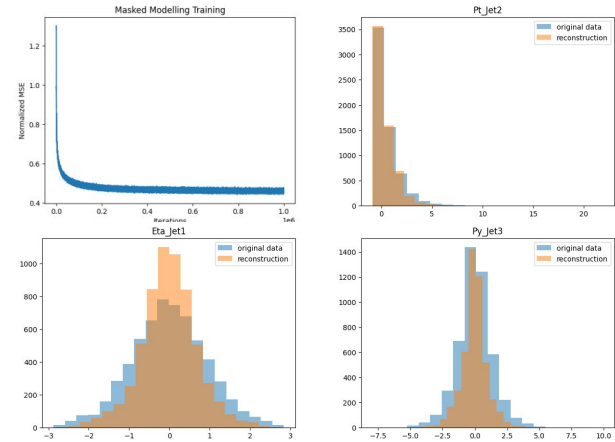 Masked Modelling Training
Normalized MSE
1.2
1.0
0.8
0.6
0.4
0.0 0.2 0.4 0.6 0.8 1.0
Iterations
1e6
Pt_Jet2
original data
reconstruction
3500
3000
2500
2000
1500
1000
500
0
0 5 10 15 20
Eta_Jet1
original data
reconstruction
1000
800
600
400
200
0
−3 −2 −1 0 1 2 3
Py_Jet3
original data
reconstruction
1400
1200
1000
800
600
400
200
0
−7.5 −5.0 −2.5 0.0 2.5 5.0 7.5 10.0